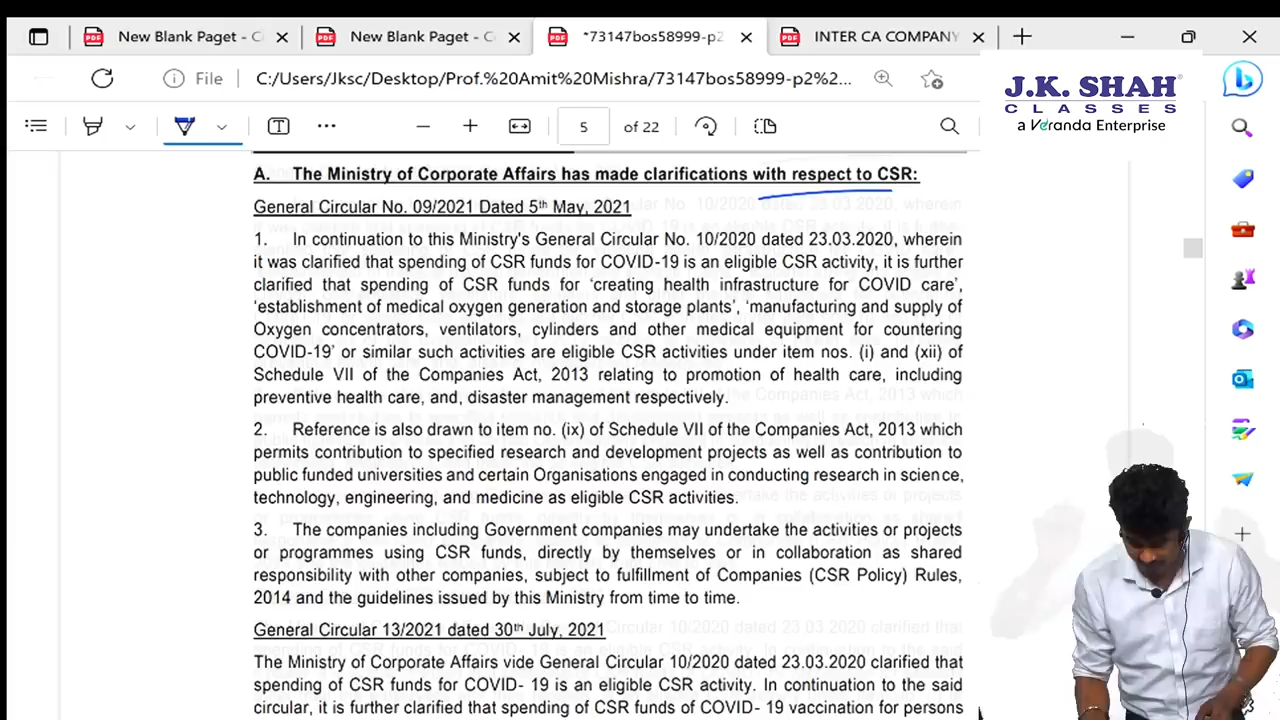 New Blank Paget - C
New Blank Paget - C
*73147bos58999-p2
INTER CA COMPANY
File
C:/Users/Jksc/Desktop/Prof.%20Amit%20Mishra/73147bos58999-p2%2...
J.K. SHAH
CLASSES
a Veranda Enterprise
5 of 22
A. The Ministry of Corporate Affairs has made clarifications with respect to CSR:
General Circular No. 09/2021 Dated 5th May, 2021
1. In continuation to this Ministry's General Circular No. 10/2020 dated 23.03.2020, wherein
it was clarified that spending of CSR funds for COVID-19 is an eligible CSR activity, it is further
clarified that spending of CSR funds for 'creating health infrastructure for COVID care',
'establishment of medical oxygen generation and storage plants', 'manufacturing and supply of
Oxygen concentrators, ventilators, cylinders and other medical equipment for countering
COVID-19' or similar such activities are eligible CSR activities under item nos. (i) and (xii) of
Schedule VII of the Companies Act, 2013 relating to promotion of health care, including
preventive health care, and, disaster management respectively.
2. Reference is also drawn to item no. (ix) of Schedule VII of the Companies Act, 2013 which
permits contribution to specified research and development projects as well as contribution to
public funded universities and certain Organisations engaged in conducting research in science,
technology, engineering, and medicine as eligible CSR activities.
3. The companies including Government companies may undertake the activities or projects
or programmes using CSR funds, directly by themselves or in collaboration as shared
responsibility with other companies, subject to fulfillment of Companies (CSR Policy) Rules,
2014 and the guidelines issued by this Ministry from time to time.
General Circular 13/2021 dated 30th July, 2021
The Ministry of Corporate Affairs vide General Circular 10/2020 dated 23.03.2020 clarified that
spending of CSR funds for COVID- 19 is an eligible CSR activity. In continuation to the said
circular, it is further clarified that spending of CSR funds of COVID- 19 vaccination for persons